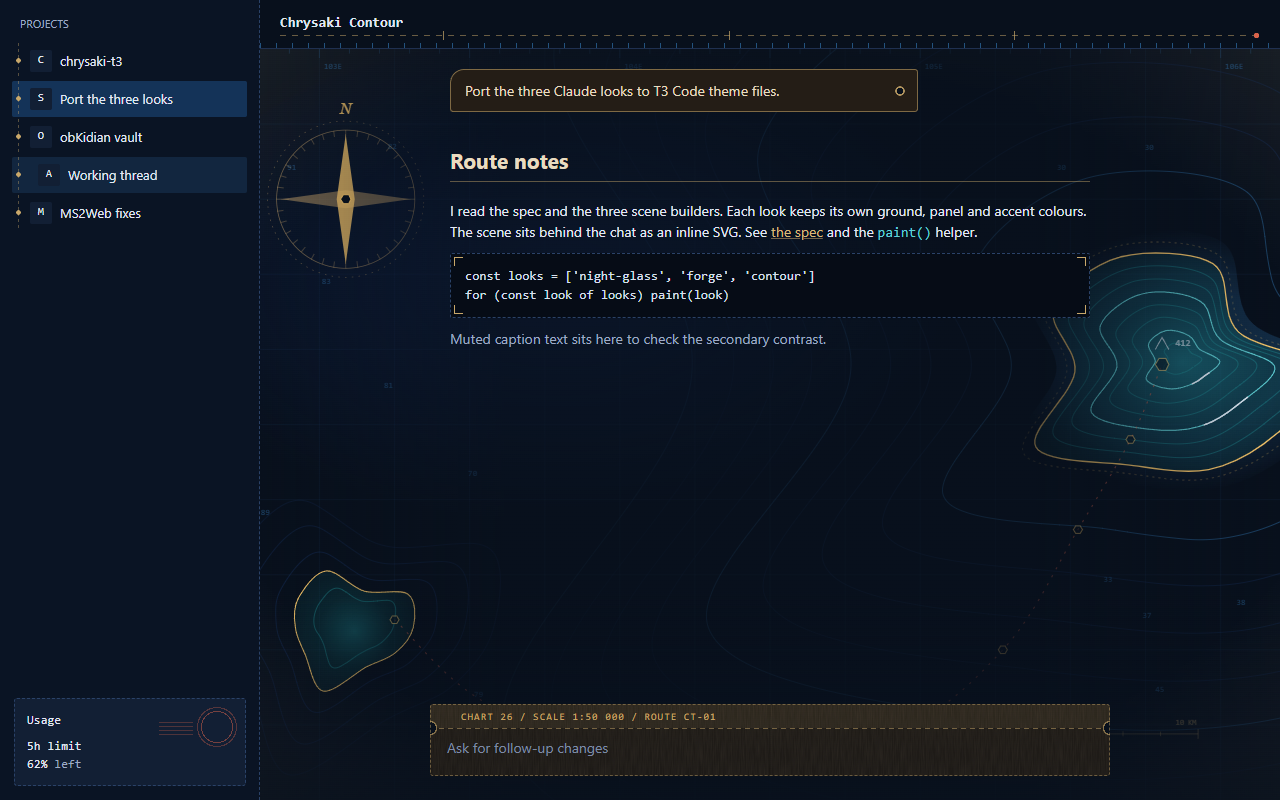 PROJECTS
C chrysaki-t3
S Port the three looks
O obKidian vault
A Working thread
M MS2Web fixes
Usage
5h limit
62% left
Chrysaki Contour
1036
1056
1066
Port the three Claude looks to T3 Code theme files.
N
Route notes
I read the spec and the three scene builders. Each look keeps its own ground, panel and accent colours.
The scene sits behind the chat as an inline SVG. See the spec and the paint() helper.
const looks = ['night-glass', 'forge', 'contour']
for (const look of looks) paint(look)
Muted caption text sits here to check the secondary contrast.
412
CHART 26 / SCALE 1:50 000 / ROUTE CT-01
Ask for follow-up changes
10 KM